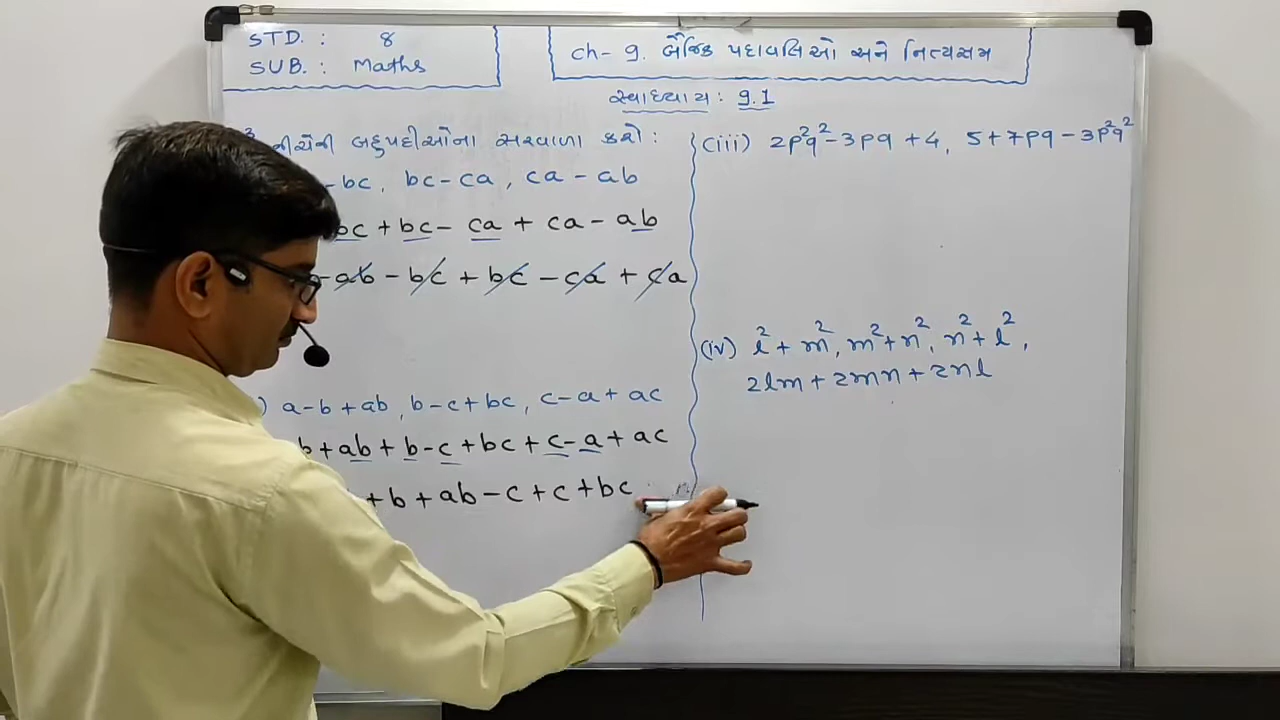 STD. : 8
SUB. : Maths
ch- 9. બૈજિક પદાવલિઓ અને નિત્યસમ
સ્વાધ્યાય : 9.1
નીચેની બહુપદીઓના સરવાળા કરો :
-bc, bc-ca, ca-ab
bc + bc - ca + ca - ab
- ab - bc + bc - ca + ca
) a-b+ab, b-c+bc, c-a+ac
b+ab+b-c+bc+c-a+ac
+b+ab-c+c+bc
(iii) 2p²q²-3pq+4, 5+7pq-3p²q²
(iv) l²+m², m²+n², n²+l²,
2lm+2mn+2nl